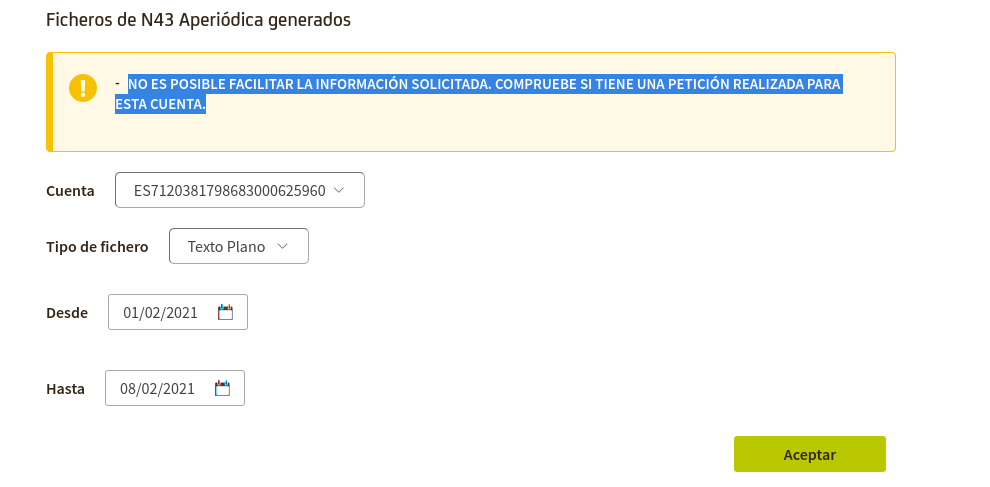 Ficheros de N43 Aperiódica generados
- NO ES POSIBLE FACILITAR LA INFORMACIÓN SOLICITADA. COMPRUEBE SI TIENE UNA PETICIÓN REALIZADA PARA
ESTA CUENTA.
Cuenta ES7120381798683000625960
Tipo de fichero Texto Plano
Desde 01/02/2021
Hasta 08/02/2021
Aceptar